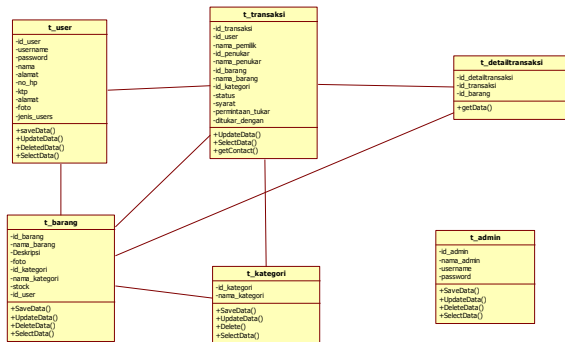 t_user
-id_user
-username
-password
-nama
-alamat
-no_hp
-ktp
-alamat
-foto
-jenis_users
+saveData()
+UpdateData()
+DeletedData()
+SelectData()
t_transaksi
-id_transaksi
-id_user
-nama_pemilik
-id_penukar
-nama_penukar
-id_barang
-nama_barang
-id_kategori
-status
-syarat
-permintaan_tukar
-ditukar_dengan
+UpdateData()
+SelectData()
+getContact()
t_detailtransaksi
-id_detailtransaksi
-id_transaksi
-id_barang
+getData()
t_barang
-id_barang
-nama_barang
-Deskripsi
-foto
-id_kategori
-nama_kategori
-stock
-id_user
+SaveData()
+UpdateData()
+DeleteData()
+SelectData()
t_kategori
-id_kategori
-nama_kategori
+SaveData()
+UpdateData()
+Delete()
+SelectData()
t_admin
-id_admin
-nama_admin
-username
-password
+SaveData()
+UpdateData()
+DeleteData()
+SelectData()